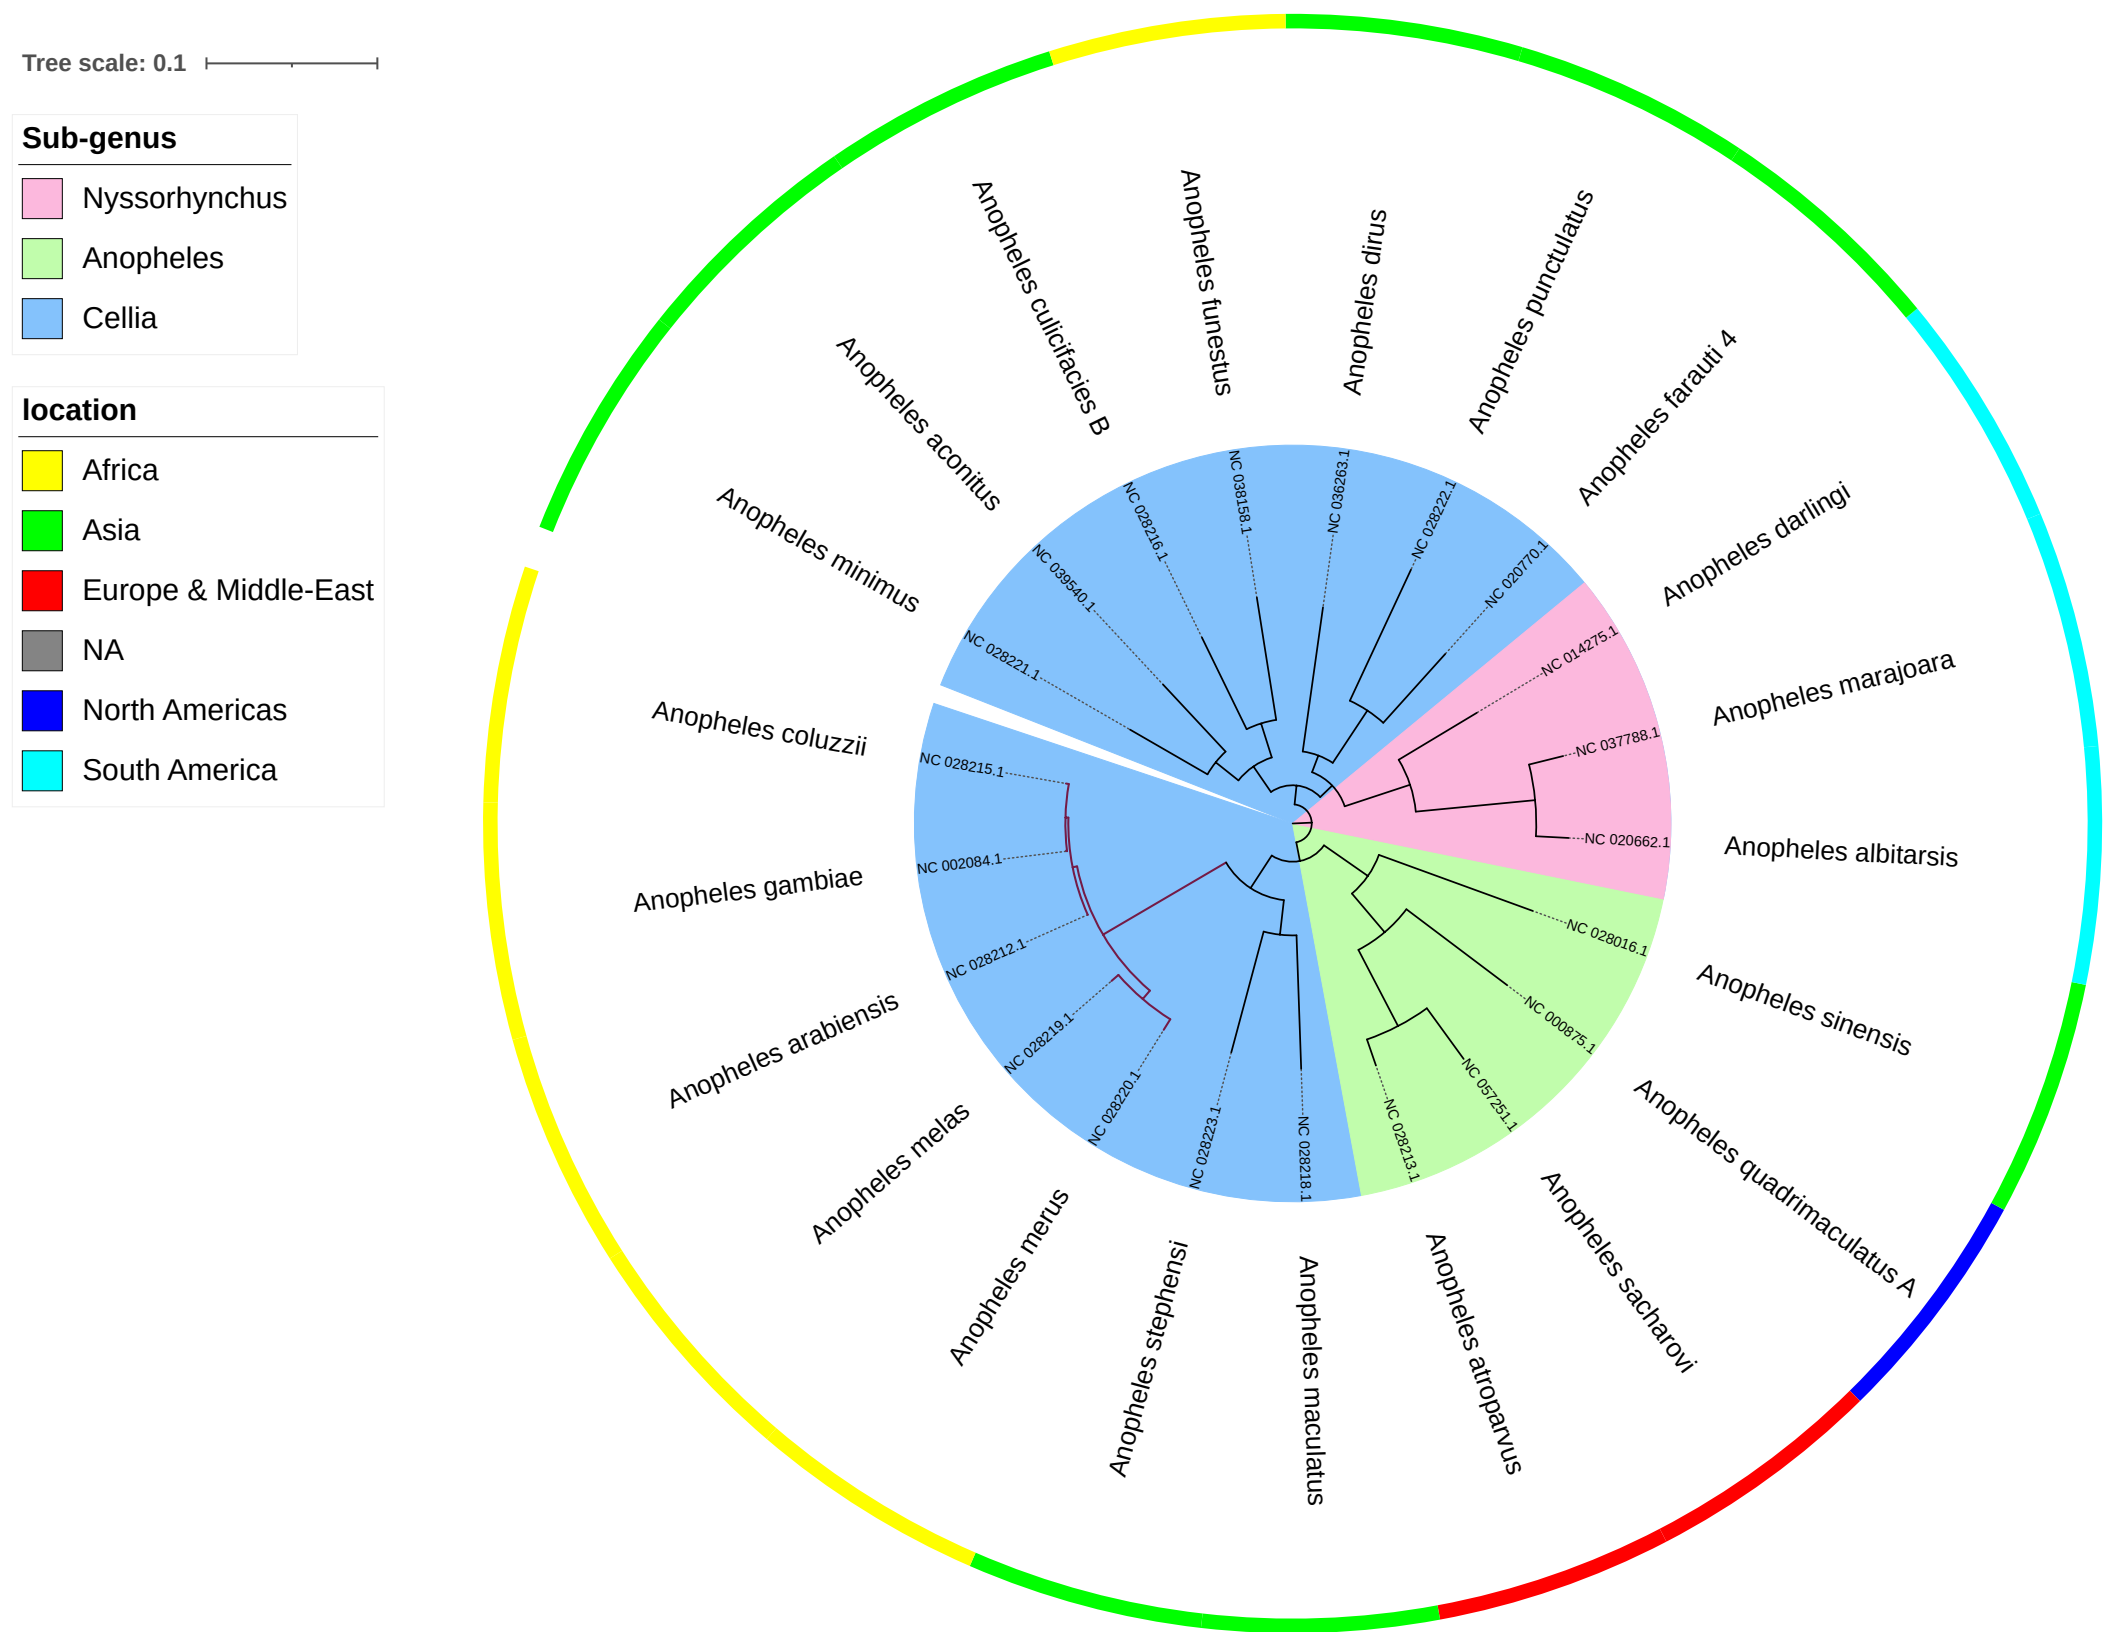 Tree scale: 0.1
Sub-genus
Nyssorhynchus
Anopheles
Cellia
location
Africa
Asia
Europe & Middle-East
NA
North Americas
South America
Anopheles minimus
Anopheles aconitus
Anopheles culicifacies B
Anopheles funestus
Anopheles dirus
Anopheles punctulatus
Anopheles farauti 4
Anopheles darlingi
Anopheles marajoara
Anopheles albitarsis
Anopheles sinensis
Anopheles quadrimaculatus A
Anopheles sacharovi
Anopheles atroparvus
Anopheles maculatus
Anopheles stephensi
Anopheles merus
Anopheles melas
Anopheles arabiensis
Anopheles gambiae
Anopheles coluzzii
NC 028221.1
NC 039540.1
NC 028216.1
NC 038158.1
NC 036263.1
NC 028222.1
NC 020770.1
NC 014275.1
NC 037788.1
NC 020662.1
NC 028016.1
NC 000875.1
NC 057251.1
NC 028213.1
NC 028218.1
NC 028223.1
NC 028220.1
NC 028219.1
NC 028212.1
NC 002084.1
NC 028215.1